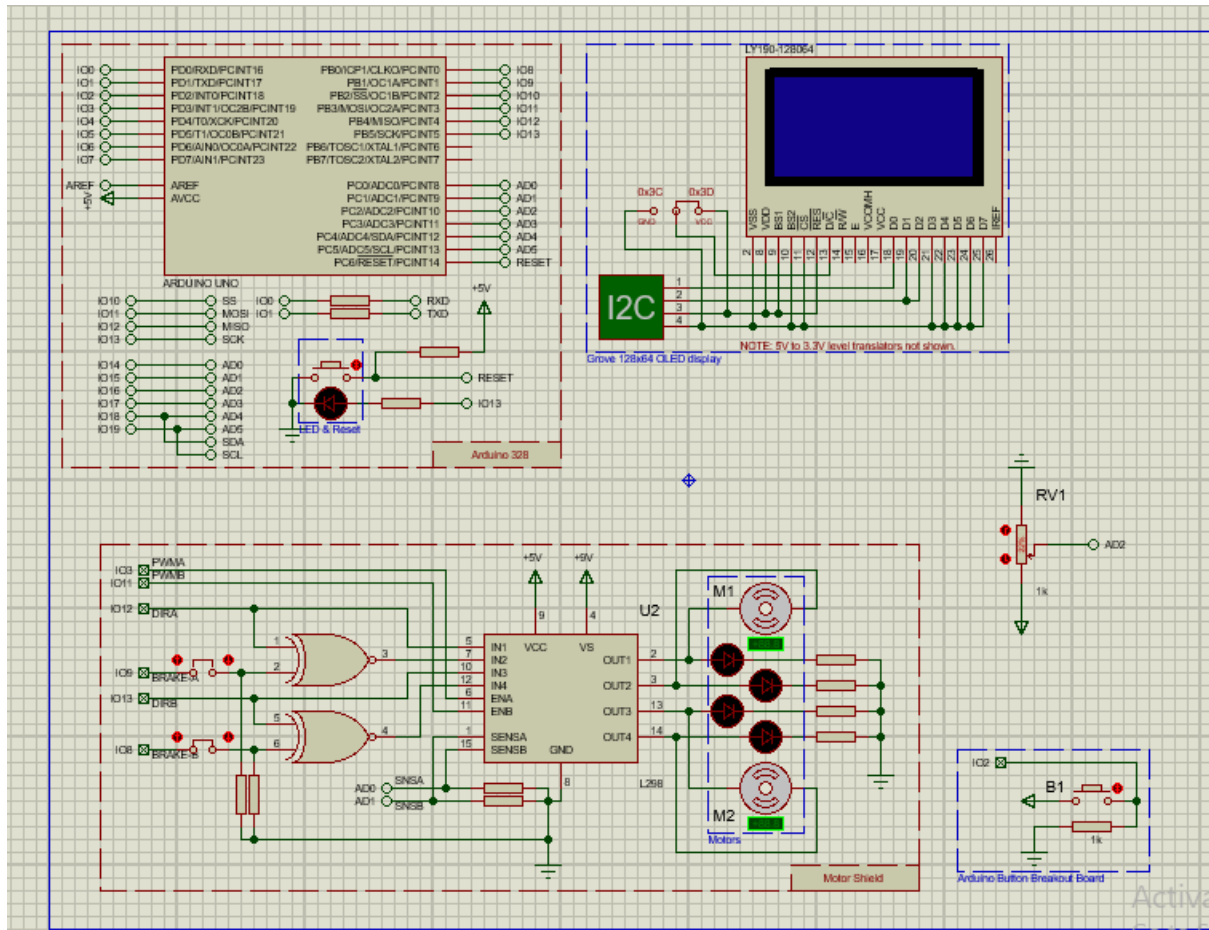 IO0 PD0/RXD/PCINT16 PB0/ICP1/CLKO/PCINT0 IO8
IO1 PD1/TXD/PCINT17 PB1/OC1A/PCINT1 IO9
IO2 PD2/INT0/PCINT18 PB2/SS/OC1B/PCINT2 IO10
IO3 PD3/INT1/OC2B/PCINT19 PB3/MOSI/OC2A/PCINT3 IO11
IO4 PD4/T0/XCK/PCINT20 PB4/MISO/PCINT4 IO12
IO5 PD5/T1/OC0B/PCINT21 PB5/SCK/PCINT5 IO13
IO6 PD6/AIN0/OC0A/PCINT22 PB6/TOSC1/XTAL1/PCINT6
IO7 PD7/AIN1/PCINT23 PB7/TOSC2/XTAL2/PCINT7
AREF AREF PC0/ADC0/PCINT8 AD0
+5V AVCC PC1/ADC1/PCINT9 AD1
PC2/ADC2/PCINT10 AD2
PC3/ADC3/PCINT11 AD3
PC4/ADC4/SDA/PCINT12 AD4
PC5/ADC5/SCL/PCINT13 AD5
PC6/RESET/PCINT14 RESET
ARDUINO UNO
IO10 SS IO0 RXD
IO11 MOSI IO1 TXD
IO12 MISO
IO13 SCK
+5V
IO14 AD0
IO15 AD1 RESET
IO16 AD2
IO17 AD3 IO13
IO18 AD4
IO19 AD5
SDA
SCL
LED & Reset
Arduino 328
LY190-128064
0x3C 0x3D
GND VCC
VSS VDD BS1 BS2 CS RES D/C R/W E VCOMH VCC D0 D1 D2 D3 D4 D5 D6 D7 IREF
2 8 9 10 11 12 13 14 15 16 17 18 19 20 21 22 23 24 25 26
I2C
1
2
3
4
NOTE: 5V to 3.3V level translators not shown.
Grove 128x64 OLED display
RV1
AD2
1k
IO3 PWMA
IO11 PWMB
IO12 DIRA
IO9 BRAKE-A
IO13 DIRB
IO8 BRAKE-B
1
2
3
5
6
4
+5V +9V
9 4
U2
VCC VS
5 IN1
7 IN2 OUT1 2
10 IN3
12 IN4 OUT2 3
6 ENA
11 ENB OUT3 13
1 SENSA OUT4 14
15 SENSB GND
8
L298
AD0 SNSA
AD1 SNSB
M1
M2
Motors
Motor Shield
IO2
B1
1k
Arduino Button Breakout Board